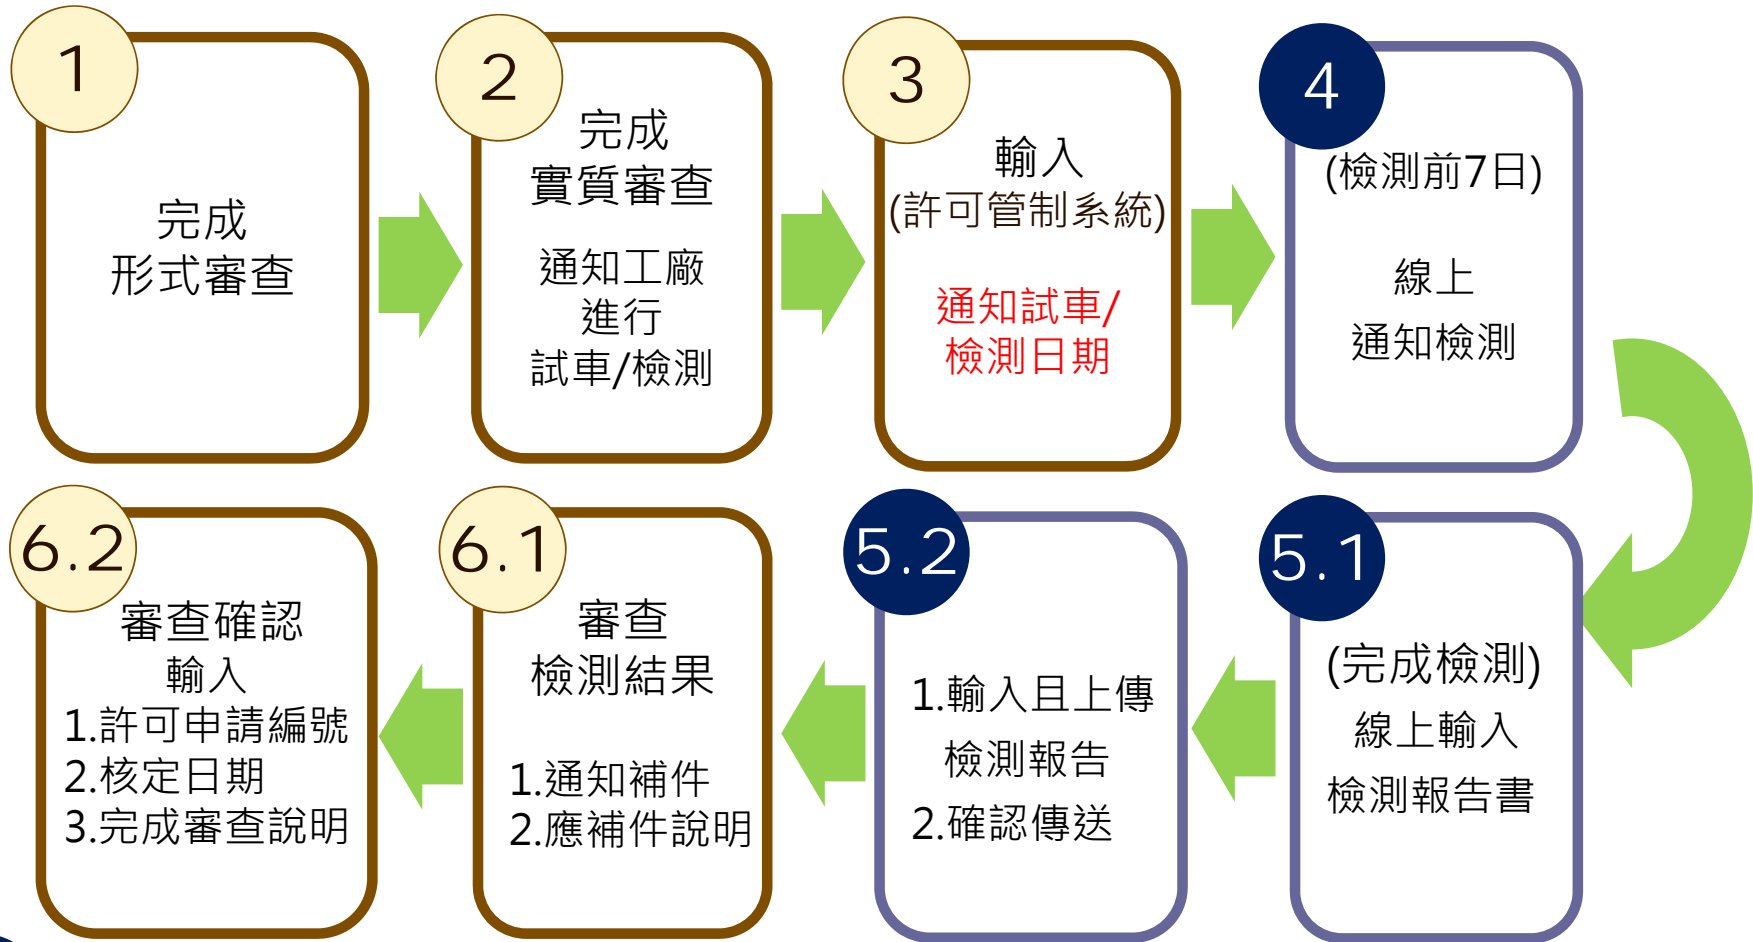 1
完成
形式審查
2
完成
實質審查
通知工廠
進行
試車/檢測
3
輸入
(許可管制系統)
通知試車/
檢測日期
4
(檢測前7日)
線上
通知檢測
5.1
(完成檢測)
線上輸入
檢測報告書
5.2
1.輸入且上傳
檢測報告
2.確認傳送
6.1
審查
檢測結果
1.通知補件
2.應補件說明
6.2
審查確認
輸入
1.許可申請編號
2.核定日期
3.完成審查說明